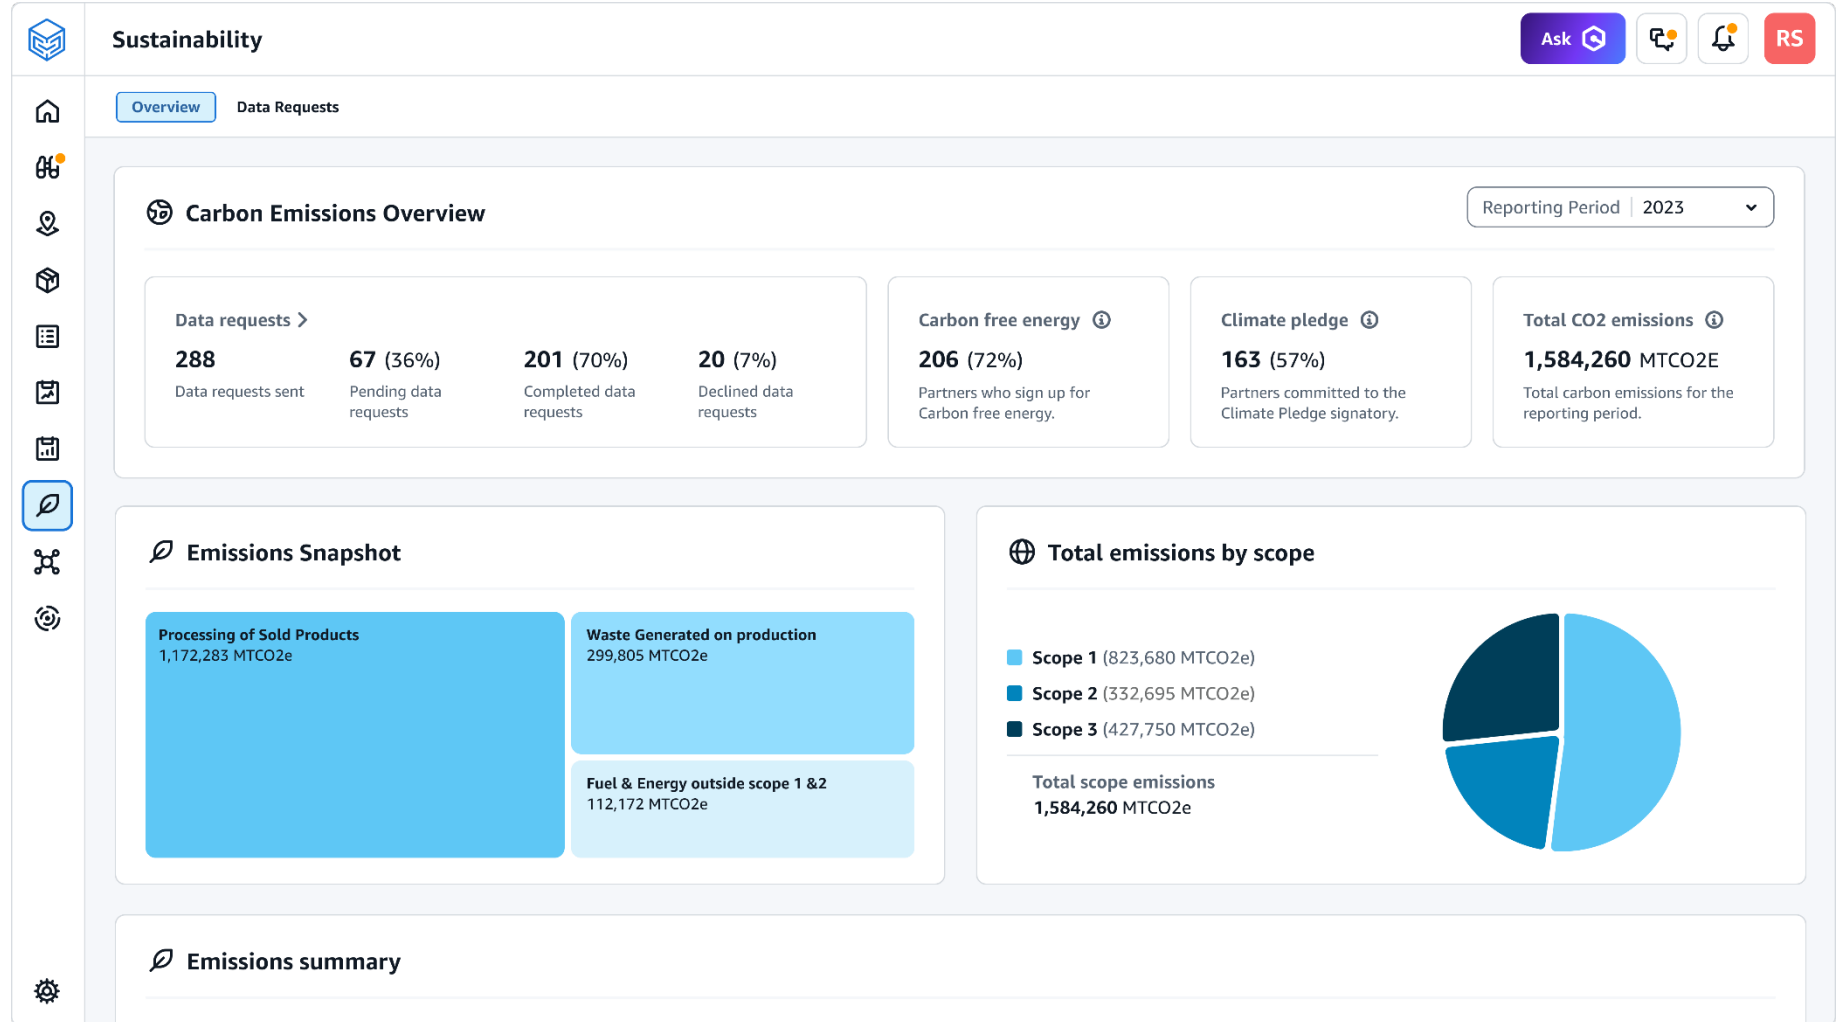 Sustainability
Ask
RS
Overview
Data Requests
Carbon Emissions Overview
Reporting Period
2023
Data requests
288
Data requests sent
67 (36%)
Pending data
requests
201 (70%)
Completed data
requests
20 (7%)
Declined data
requests
Carbon free energy
206 (72%)
Partners who sign up for
Carbon free energy.
Climate pledge
163 (57%)
Partners committed to the
Climate Pledge signatory.
Total CO2 emissions
1,584,260 MTCO2E
Total carbon emissions for the
reporting period.
Emissions Snapshot
Processing of Sold Products
1,172,283 MTCO2e
Waste Generated on production
299,805 MTCO2e
Fuel & Energy outside scope 1 &2
112,172 MTCO2e
Total emissions by scope
Scope 1 (823,680 MTCO2e)
Scope 2 (332,695 MTCO2e)
Scope 3 (427,750 MTCO2e)
Total scope emissions
1,584,260 MTCO2e
Emissions summary